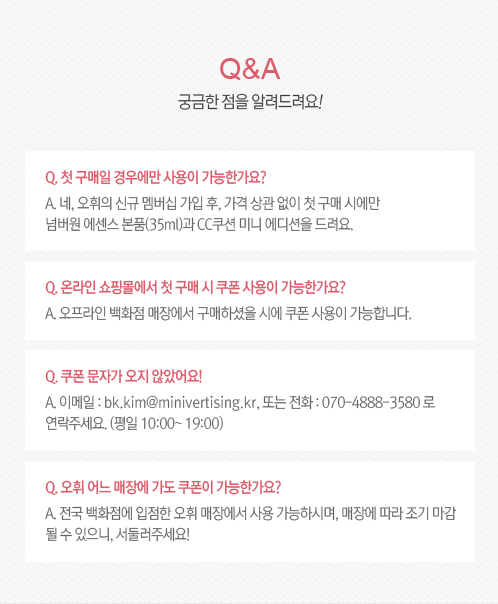 Q&A
궁금한 점을 알려드려요!
Q. 첫 구매일 경우에만 사용이 가능한가요?
A. 네, 오휘의 신규 멤버십 가입 후, 가격 상관 없이 첫 구매 시에만
넘버원 에센스 본품(35ml)과 CC쿠션 미니 에디션을 드려요.
Q. 온라인 쇼핑몰에서 첫 구매 시 쿠폰 사용이 가능한가요?
A. 오프라인 백화점 매장에서 구매하셨을 시에 쿠폰 사용이 가능합니다.
Q. 쿠폰 문자가 오지 않았어요!
A. 이메일 : bk.kim@minivertising.kr, 또는 전화 : 070-4888-3580 로
연락주세요. (평일 10:00~ 19:00)
Q. 오휘 어느 매장에 가도 쿠폰이 가능한가요?
A. 전국 백화점에 입점한 오휘 매장에서 사용 가능하시며, 매장에 따라 조기 마감
될 수 있으니, 서둘러주세요!